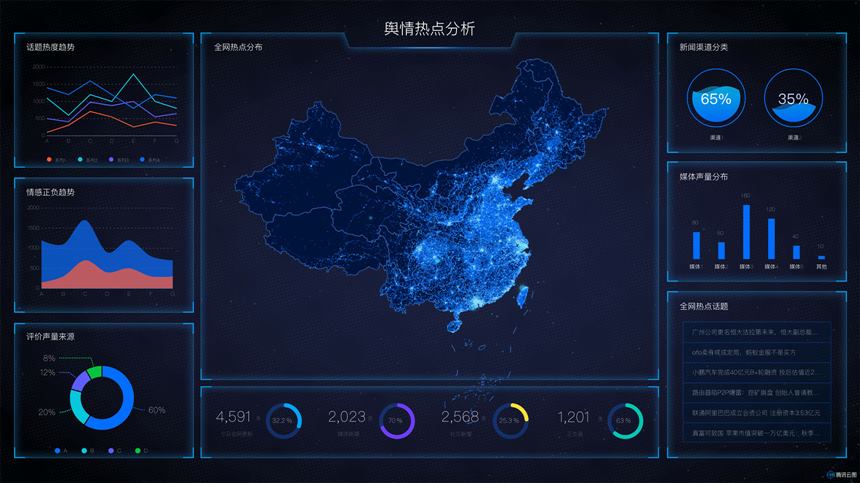 舆情热点分析
话题热度趋势
2000
1500
1000
500
0
A B C D E F G
系列1 系列2 系列3 系列4
情感正负趋势
2000
1500
1000
500
0
A B C D E F G
评价声量来源
8%
12%
20%
60%
A B C D
全网热点分布
4,591
32.2%
2,023
70%
2,568
25.3%
1,201
63%
新闻渠道分类
65%
35%
渠道1
渠道2
媒体声量分布
80
50
160
120
40
10
媒体1 媒体2 媒体3 媒体4 媒体5 其他
全网热点话题
广州公司更名恒大法拉第未来，恒大副总裁...
ofo卖身或成定局，蚂蚁金服不是买方
小鹏汽车完成40亿元B+轮融资 投后估值近2...
路由器陷P2P骗雷：挖矿崩盘 创始人曾请教...
联通阿里巴巴成立合资公司 注册资本3.53亿元
真富可敌国 苹果市值突破一万亿美元：秋季...
腾讯云图